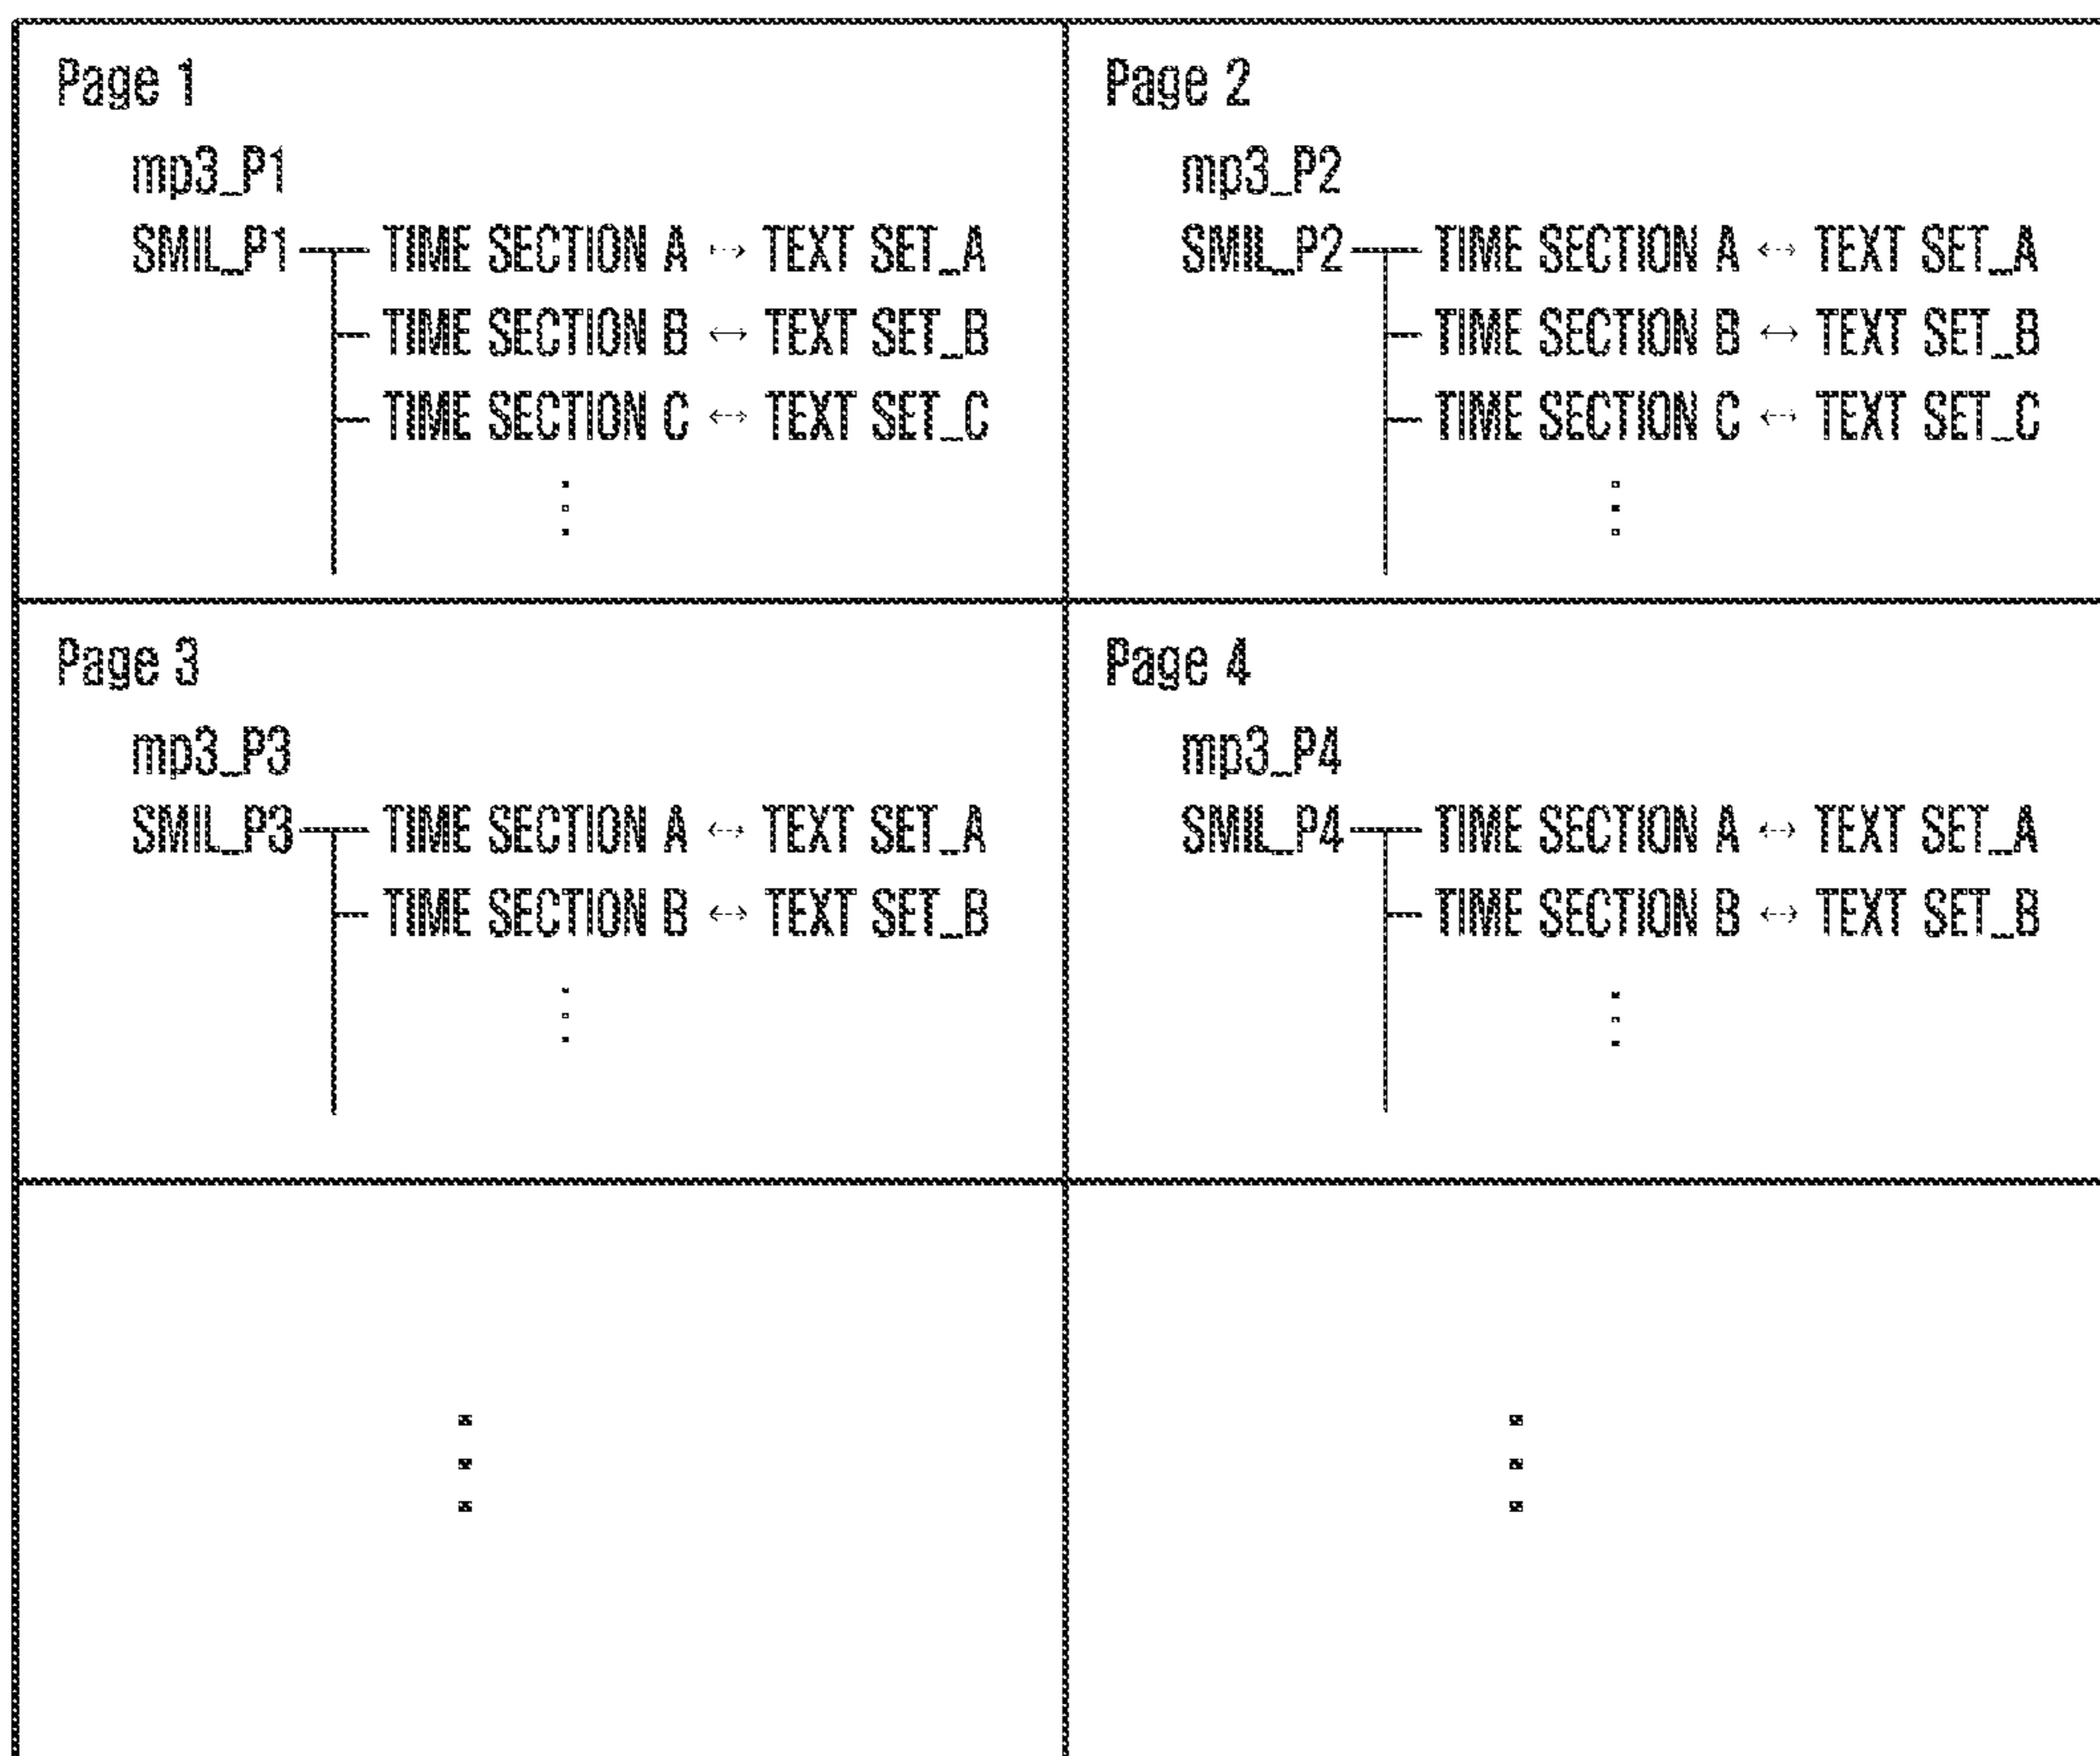 Page 1
mp3_P1
SMIL_P1 TIME SECTION A ↔ TEXT SET_A
TIME SECTION B ↔ TEXT SET_B
TIME SECTION C ↔ TEXT SET_C
Page 2
mp3_P2
SMIL_P2 TIME SECTION A ↔ TEXT SET_A
TIME SECTION B ↔ TEXT SET_B
TIME SECTION C ↔ TEXT SET_C
Page 3
mp3_P3
SMIL_P3 TIME SECTION A ↔ TEXT SET_A
TIME SECTION B ↔ TEXT SET_B
Page 4
mp3_P4
SMIL_P4 TIME SECTION A ↔ TEXT SET_A
TIME SECTION B ↔ TEXT SET_B